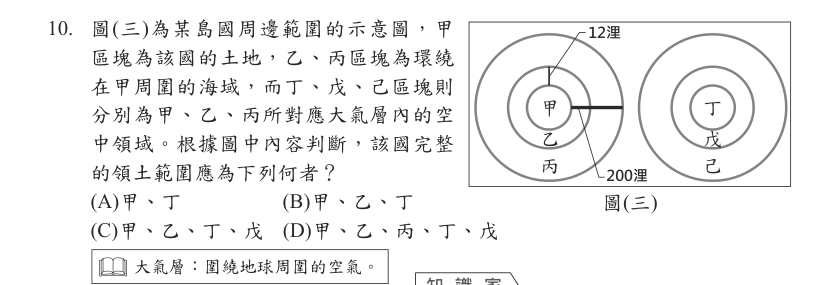 10. 圖(三)為某島國周邊範圍的示意圖，甲
區塊為該國的土地，乙、丙區塊為環繞
在甲周圍的海域，而丁、戊、己區塊則
分別為甲、乙、丙所對應大氣層內的空
中領域。根據圖中內容判斷，該國完整
的領土範圍應為下列何者？
(A)甲、丁 (B)甲、乙、丁
(C)甲、乙、丁、戊 (D)甲、乙、丙、丁、戊
大氣層：圍繞地球周圍的空氣。
12浬
甲
乙
丙
200浬
丁
戊
己
圖(三)
知識窗